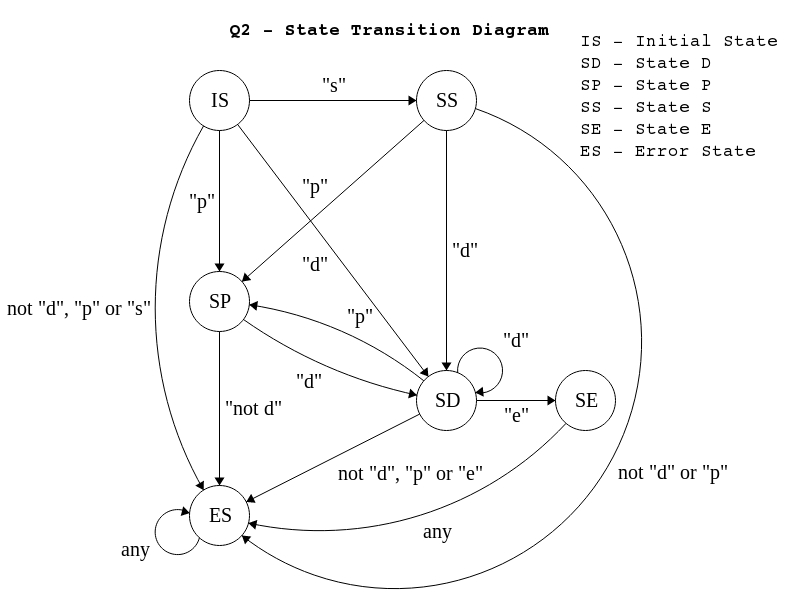 Q2 – State Transition Diagram
IS – Initial State
SD – State D
SP – State P
SS – State S
SE – State E
ES – Error State
IS
"s"
SS
"p"
"p"
"d"
"d"
SP
not "d", "p" or "s"
"p"
"d"
"d"
SD
"e"
SE
"not d"
not "d", "p" or "e"
not "d" or "p"
ES
any
any